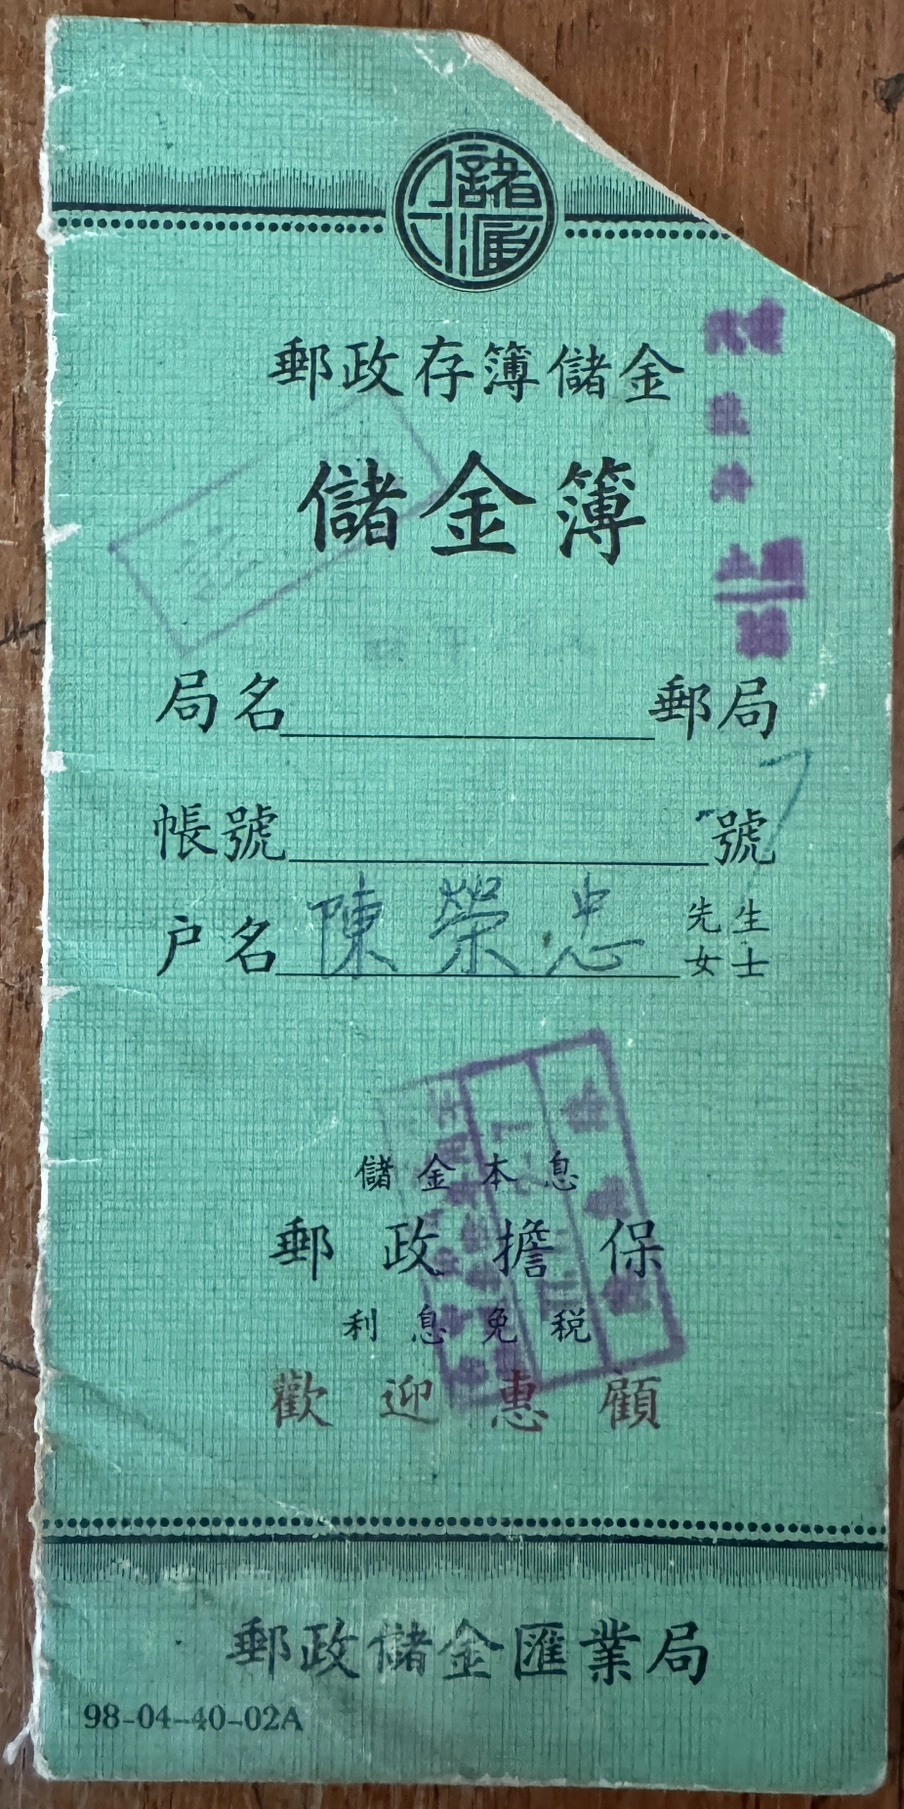 儲匯
郵政存簿儲金
儲金簿
局名 郵局
帳號 號
户名 陳榮忠 先生
女士
儲金本息
郵政擔保
利息免税
歡迎惠顧
郵政儲金匯業局
98-04-40-02A